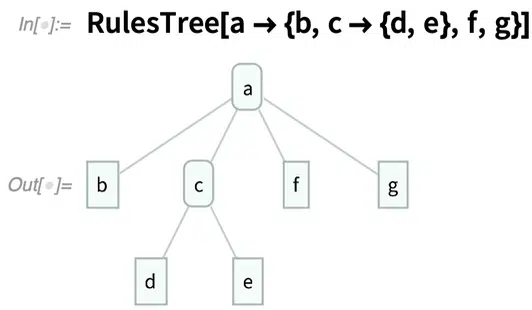 In[•]:= RulesTree[a → {b, c → {d, e}, f, g}]
a
Out[•]= b c f g
d e